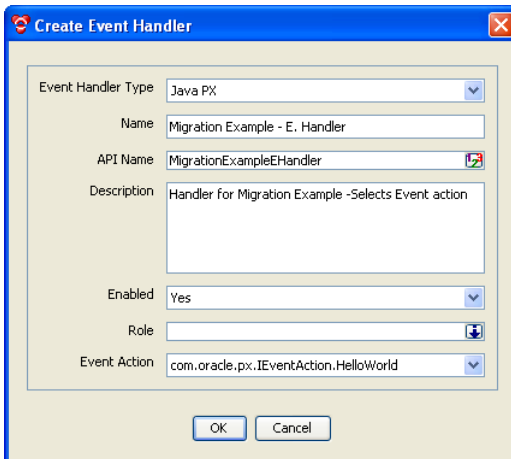 Create Event Handler
Event Handler Type Java PX
Name Migration Example - E. Handler
API Name MigrationExampleEHandler
Description Handler for Migration Example -Selects Event action
Enabled Yes
Role
Event Action com.oracle.px.IEventAction.HelloWorld
OK Cancel